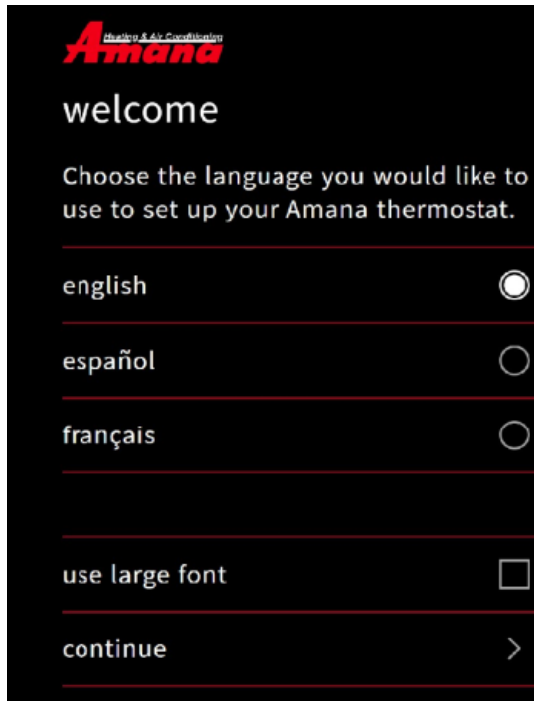 Heating & Air Conditioning
Amana
welcome
Choose the language you would like to
use to set up your Amana thermostat.
english
español
français
use large font
continue